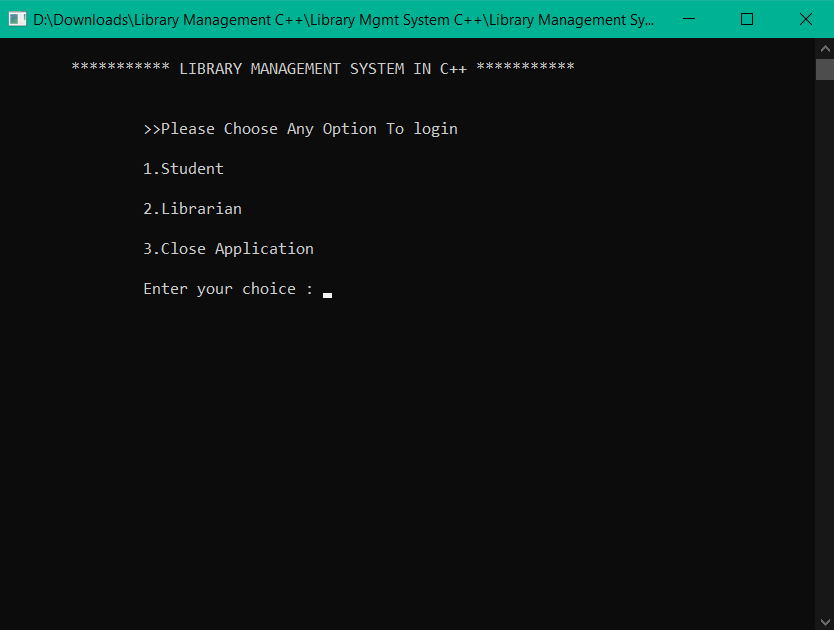 D:\Downloads\Library Management C++\Library Mgmt System C++\Library Management Sy...
*********** LIBRARY MANAGEMENT SYSTEM IN C++ ***********
>>Please Choose Any Option To login
1.Student
2.Librarian
3.Close Application
Enter your choice :